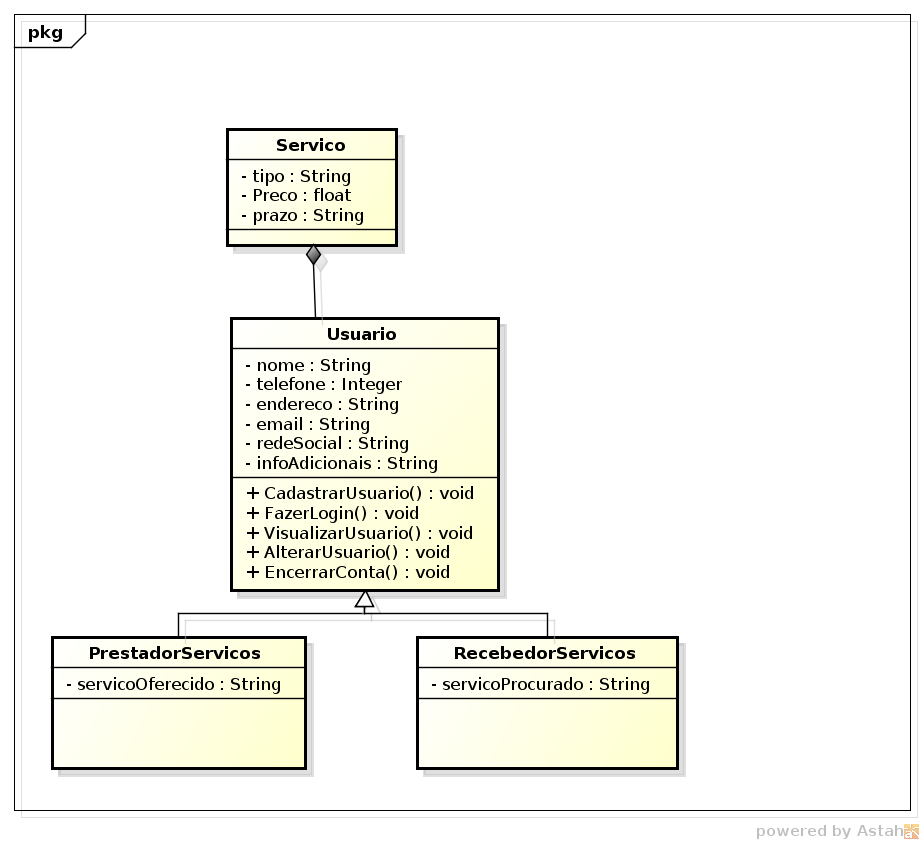 pkg
Servico
- tipo : String
- Preco : float
- prazo : String
Usuario
- nome : String
- telefone : Integer
- endereco : String
- email : String
- redeSocial : String
- infoAdicionais : String
+ CadastrarUsuario() : void
+ FazerLogin() : void
+ VisualizarUsuario() : void
+ AlterarUsuario() : void
+ EncerrarConta() : void
PrestadorServicos
- servicoOferecido : String
RecebedorServicos
- servicoProcurado : String
powered by Astah